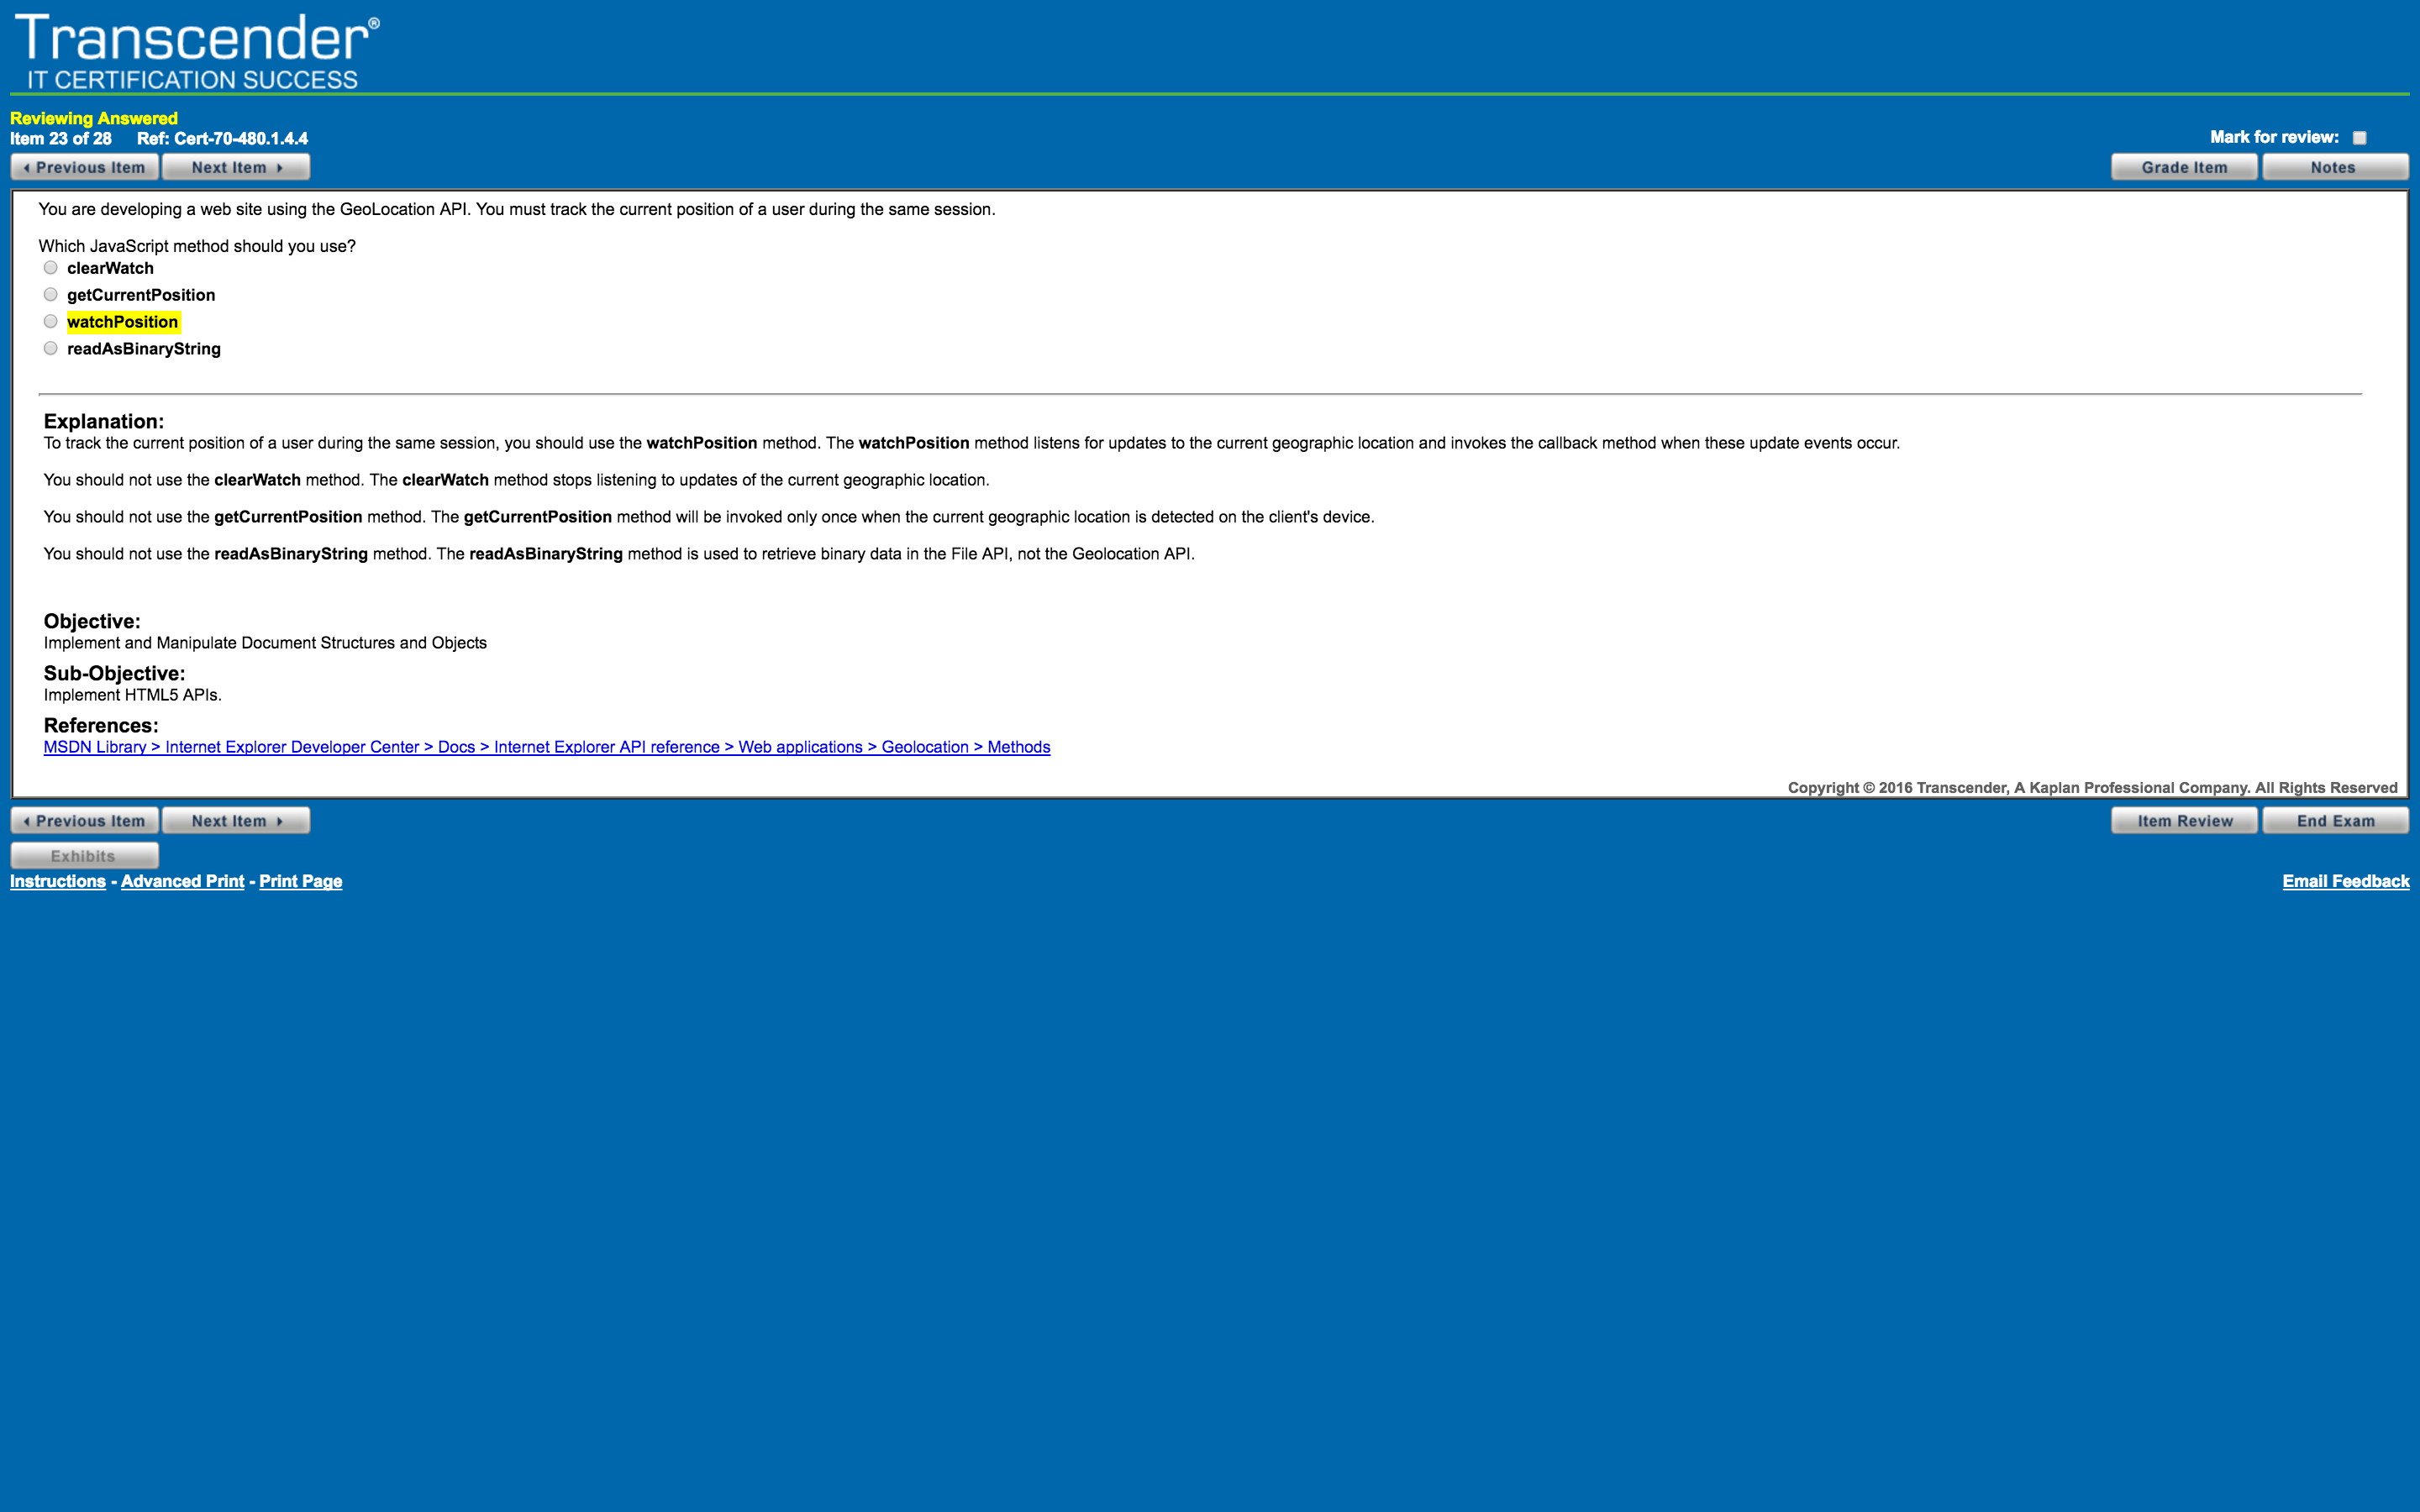 Transcender®
IT CERTIFICATION SUCCESS
Reviewing Answered
Item 23 of 28 Ref: Cert-70-480.1.4.4
Mark for review:
Previous Item Next Item Grade Item Notes
You are developing a web site using the GeoLocation API. You must track the current position of a user during the same session.
Which JavaScript method should you use?
clearWatch
getCurrentPosition
watchPosition
readAsBinaryString
Explanation:
To track the current position of a user during the same session, you should use the watchPosition method. The watchPosition method listens for updates to the current geographic location and invokes the callback method when these update events occur.
You should not use the clearWatch method. The clearWatch method stops listening to updates of the current geographic location.
You should not use the getCurrentPosition method. The getCurrentPosition method will be invoked only once when the current geographic location is detected on the client's device.
You should not use the readAsBinaryString method. The readAsBinaryString method is used to retrieve binary data in the File API, not the Geolocation API.
Objective:
Implement and Manipulate Document Structures and Objects
Sub-Objective:
Implement HTML5 APIs.
References:
MSDN Library > Internet Explorer Developer Center > Docs > Internet Explorer API reference > Web applications > Geolocation > Methods
Copyright © 2016 Transcender, A Kaplan Professional Company. All Rights Reserved
Previous Item Next Item Item Review End Exam
Exhibits
Instructions - Advanced Print - Print Page Email Feedback